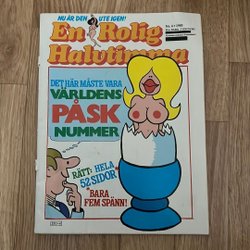 NU ÄR DEN UTE IGEN!
En Rolig
Halvtimma
DET HÄR MÅSTE VARA
VÄRLDENS
PÅSK
NUMMER
RÄTT: HELA
52 SIDOR
BARA
FEM SPÄNN!